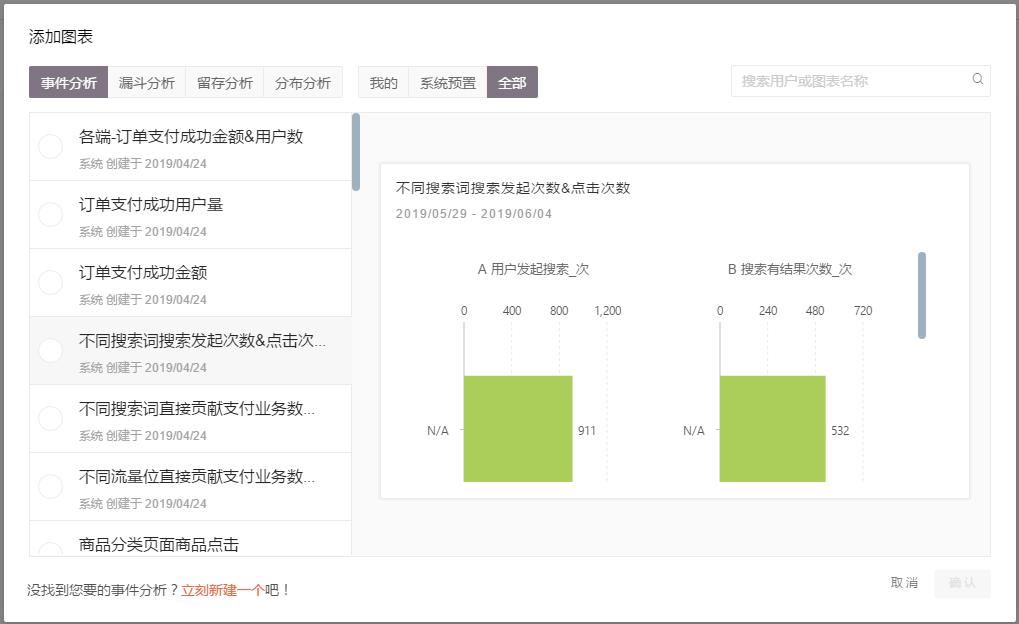 添加图表
事件分析 漏斗分析 留存分析 分布分析 我的 系统预置 全部 搜索用户或图表名称
各端-订单支付成功金额&用户数
系统 创建于 2019/04/24
订单支付成功用户量
系统 创建于 2019/04/24
订单支付成功金额
系统 创建于 2019/04/24
不同搜索词搜索发起次数&点击次...
系统 创建于 2019/04/24
不同搜索词直接贡献支付业务数...
系统 创建于 2019/04/24
不同流量位直接贡献支付业务数...
系统 创建于 2019/04/24
商品分类页面商品点击
不同搜索词搜索发起次数&点击次数
2019/05/29 - 2019/06/04
A 用户发起搜索_次 B 搜索有结果次数_次
0 400 800 1,200 0 240 480 720
N/A 911 N/A 532
没找到您要的事件分析？立刻新建一个吧！
取消 确认